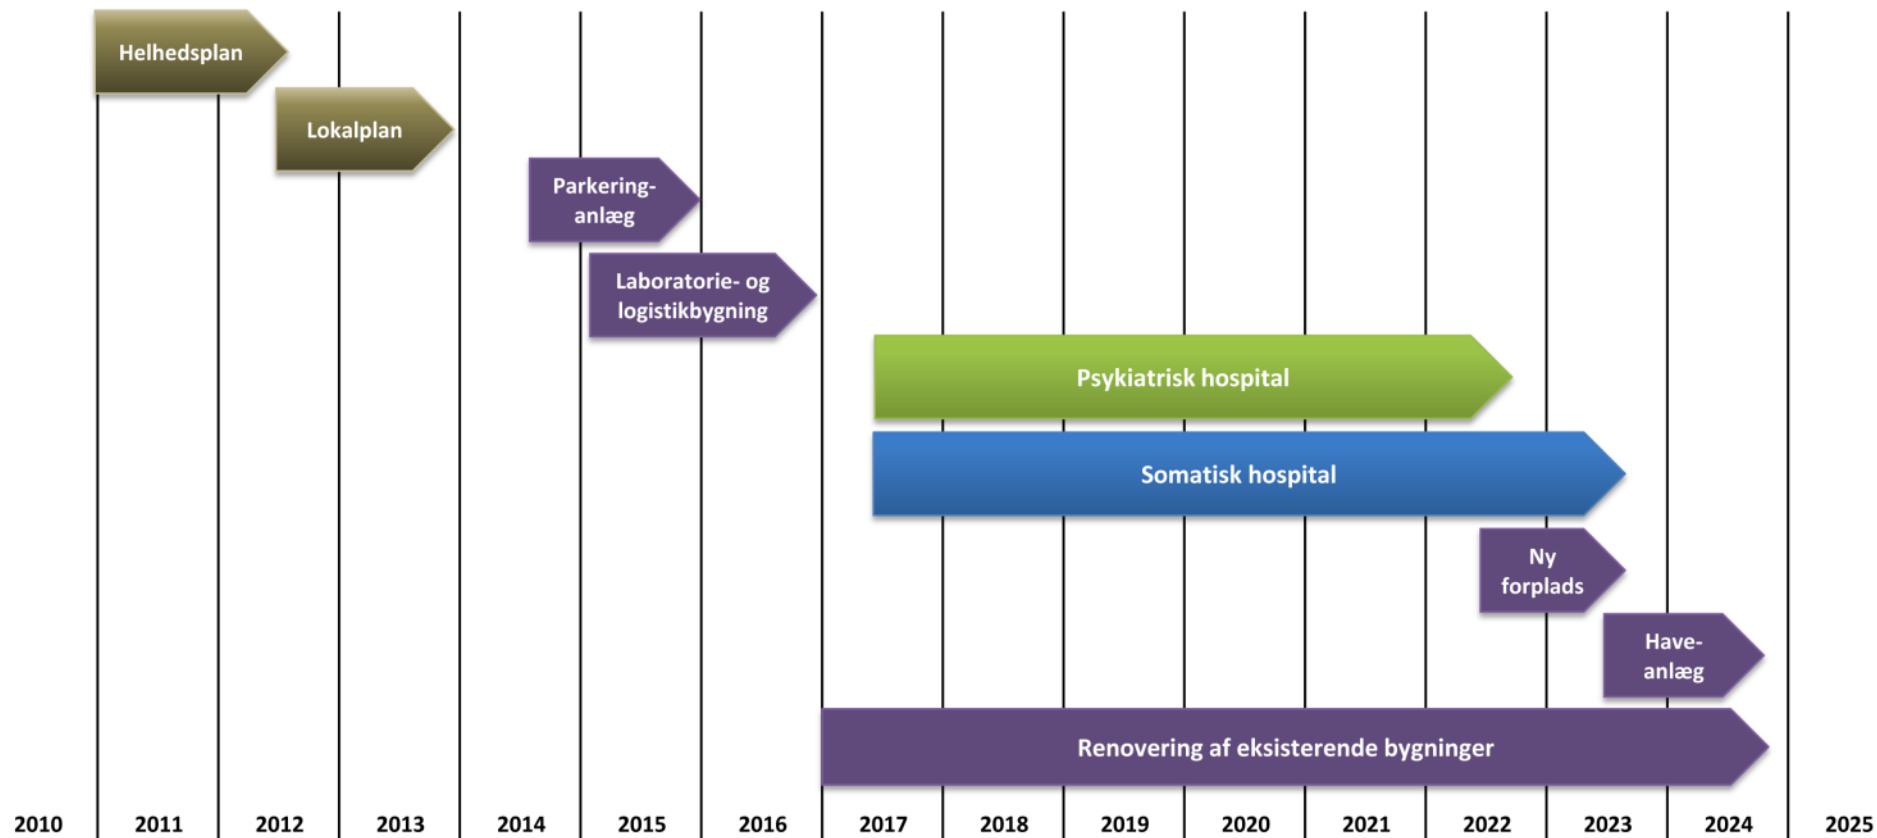 Helhedsplan
Lokalplan
Parkering-
anlæg
Laboratorie- og
logistikbygning
Psykiatrisk hospital
Somatisk hospital
Ny
forplads
Have-
anlæg
Renovering af eksisterende bygninger
2010 2011 2012 2013 2014 2015 2016 2017 2018 2019 2020 2021 2022 2023 2024 2025